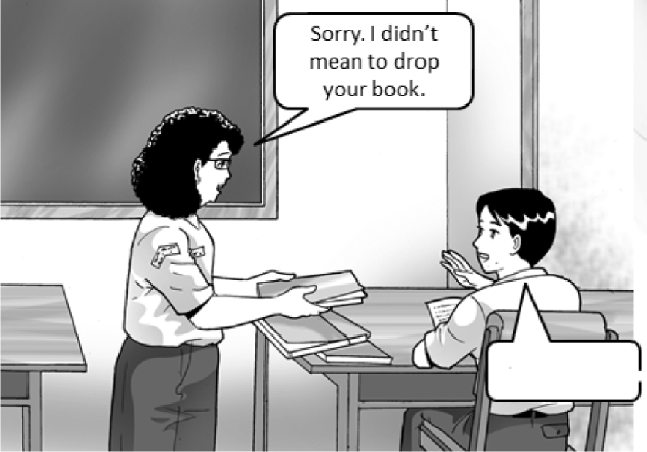 Sorry. I didn't
mean to drop
your book.